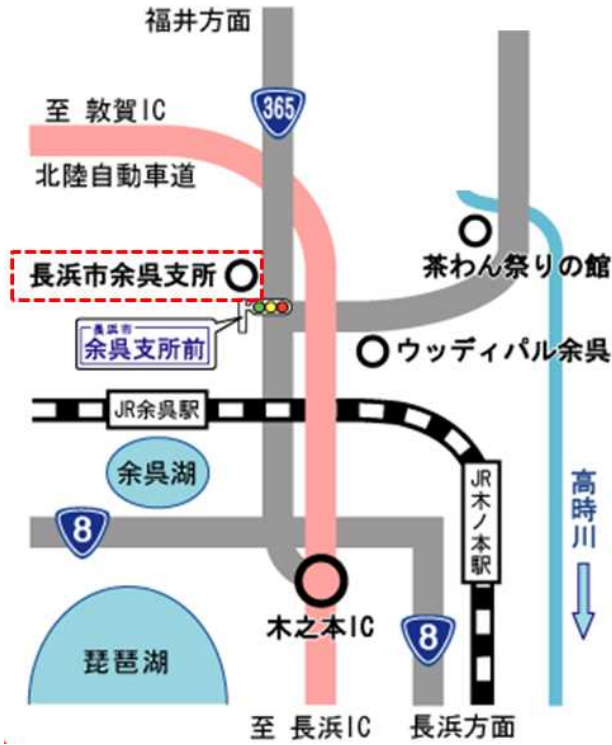 福井方面
365
至 敦賀IC
北陸自動車道
茶わん祭りの館
長浜市余呉支所
長浜市
余呉支所前
ウッディパル余呉
JR余呉駅
余呉湖
JR木ノ本駅
高時川
8
木之本IC
8
琵琶湖
至 長浜IC
長浜方面